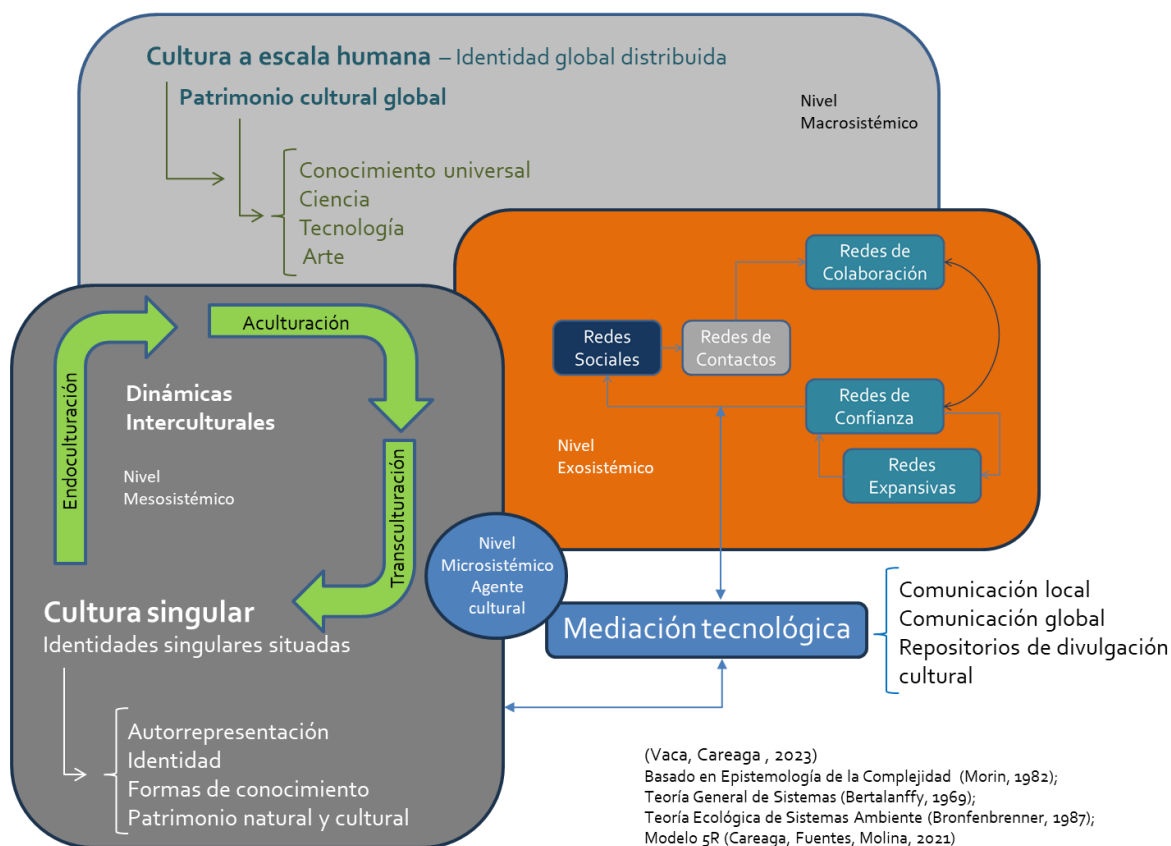 Cultura a escala humana – Identidad global distribuida
Patrimonio cultural global
Nivel
Macrosistémico
Conocimiento universal
Ciencia
Tecnología
Arte
Redes de
Colaboración
Redes
Sociales
Redes de
Contactos
Redes de
Confianza
Redes
Expansivas
Nivel
Exosistémico
Aculturación
Endoculturación
Transculturación
Dinámicas
Interculturales
Nivel
Mesosistémico
Nivel
Microsistémico
Agente
cultural
Cultura singular
Identidades singulares situadas
Autorrepresentación
Identidad
Formas de conocimiento
Patrimonio natural y cultural
Mediación tecnológica
Comunicación local
Comunicación global
Repositorios de divulgación
cultural
(Vaca, Careaga , 2023)
Basado en Epistemología de la Complejidad  (Morin, 1982);
Teoría General de Sistemas (Bertalanffy, 1969);
Teoría Ecológica de Sistemas Ambiente (Bronfenbrenner, 1987);
Modelo 5R (Careaga, Fuentes, Molina, 2021)